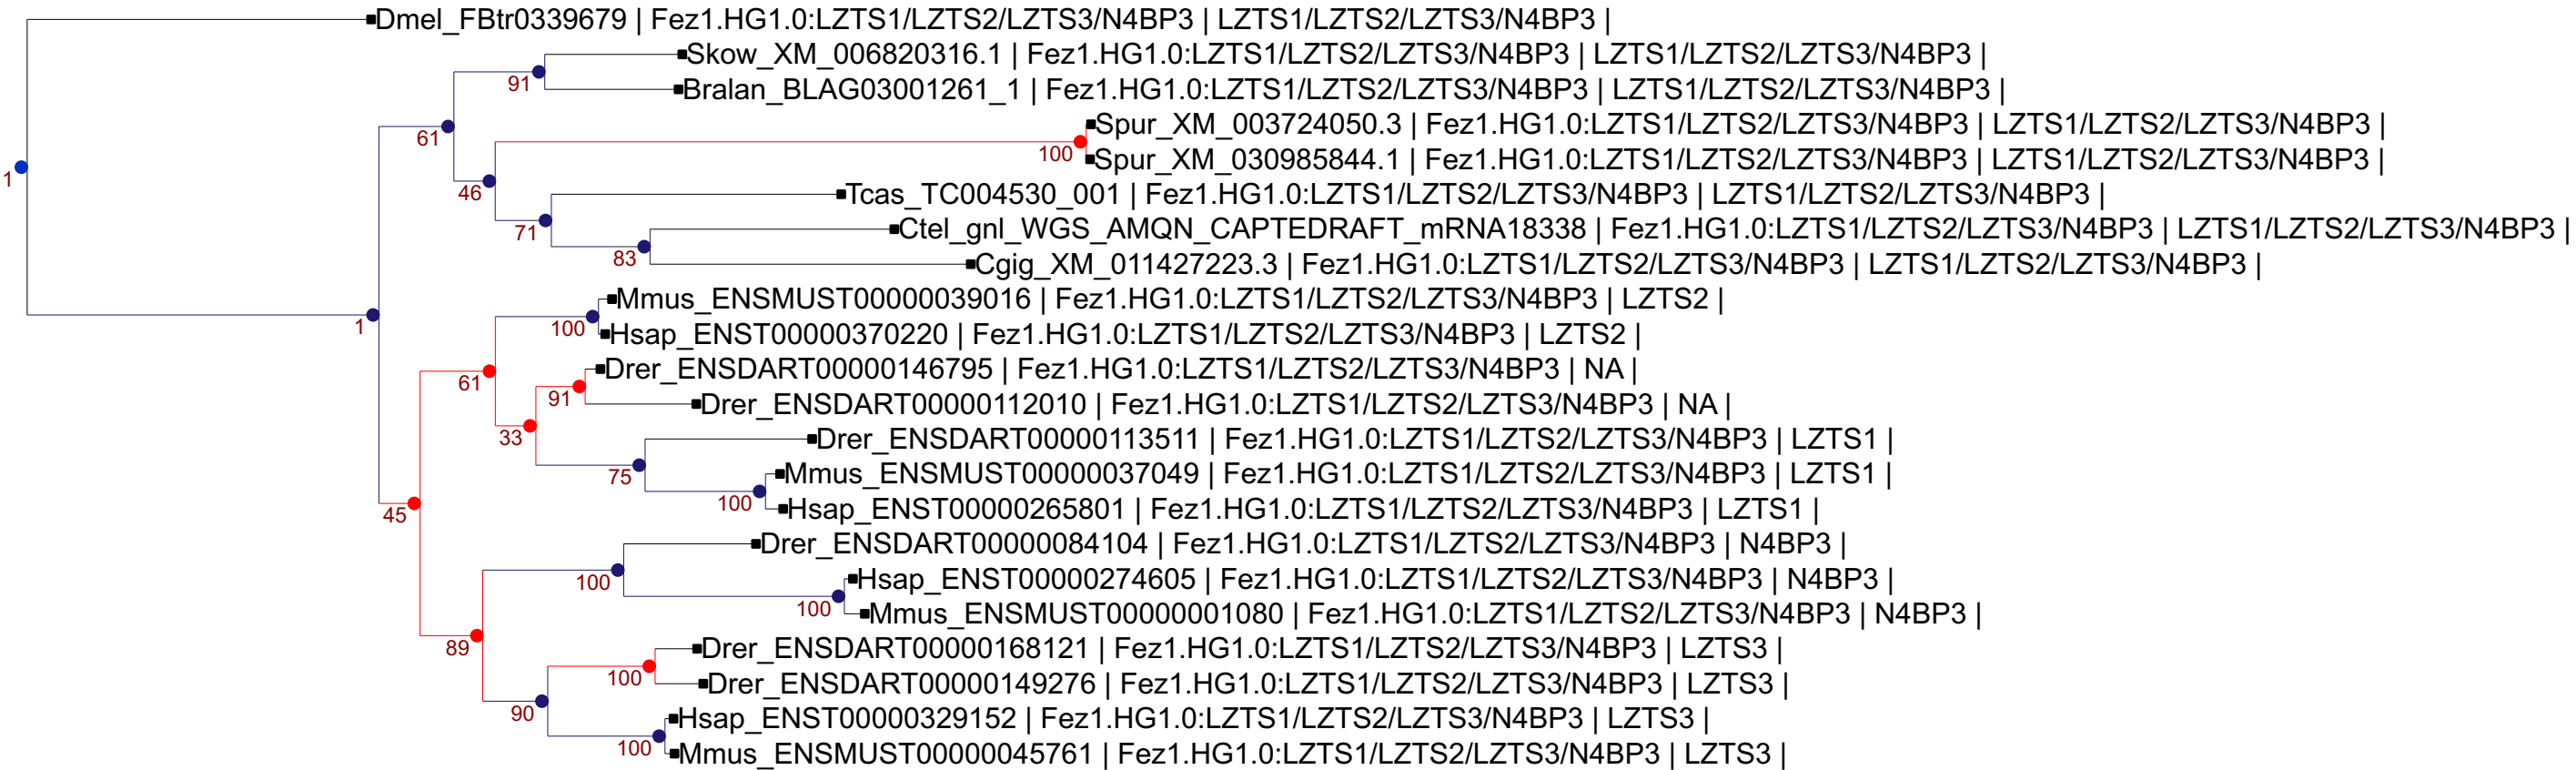 Dmel_FBtr0339679 | Fez1.HG1.0:LZTS1/LZTS2/LZTS3/N4BP3 | LZTS1/LZTS2/LZTS3/N4BP3 |
Skow_XM_006820316.1 | Fez1.HG1.0:LZTS1/LZTS2/LZTS3/N4BP3 | LZTS1/LZTS2/LZTS3/N4BP3 |
91
Bralan_BLAG03001261_1 | Fez1.HG1.0:LZTS1/LZTS2/LZTS3/N4BP3 | LZTS1/LZTS2/LZTS3/N4BP3 |
Spur_XM_003724050.3 | Fez1.HG1.0:LZTS1/LZTS2/LZTS3/N4BP3 | LZTS1/LZTS2/LZTS3/N4BP3 |
61
100
Spur_XM_030985844.1 | Fez1.HG1.0:LZTS1/LZTS2/LZTS3/N4BP3 | LZTS1/LZTS2/LZTS3/N4BP3 |
1
46
Tcas_TC004530_001 | Fez1.HG1.0:LZTS1/LZTS2/LZTS3/N4BP3 | LZTS1/LZTS2/LZTS3/N4BP3 |
71
Ctel_gnl_WGS_AMQN_CAPTEDRAFT_mRNA18338 | Fez1.HG1.0:LZTS1/LZTS2/LZTS3/N4BP3 | LZTS1/LZTS2/LZTS3/N4BP3 |
83
Cgig_XM_011427223.3 | Fez1.HG1.0:LZTS1/LZTS2/LZTS3/N4BP3 | LZTS1/LZTS2/LZTS3/N4BP3 |
Mmus_ENSMUST00000039016 | Fez1.HG1.0:LZTS1/LZTS2/LZTS3/N4BP3 | LZTS2 |
1
100
Hsap_ENST00000370220 | Fez1.HG1.0:LZTS1/LZTS2/LZTS3/N4BP3 | LZTS2 |
Drer_ENSDART00000146795 | Fez1.HG1.0:LZTS1/LZTS2/LZTS3/N4BP3 | NA |
61
91
Drer_ENSDART00000112010 | Fez1.HG1.0:LZTS1/LZTS2/LZTS3/N4BP3 | NA |
33
Drer_ENSDART00000113511 | Fez1.HG1.0:LZTS1/LZTS2/LZTS3/N4BP3 | LZTS1 |
75
Mmus_ENSMUST00000037049 | Fez1.HG1.0:LZTS1/LZTS2/LZTS3/N4BP3 | LZTS1 |
100
Hsap_ENST00000265801 | Fez1.HG1.0:LZTS1/LZTS2/LZTS3/N4BP3 | LZTS1 |
45
Drer_ENSDART00000084104 | Fez1.HG1.0:LZTS1/LZTS2/LZTS3/N4BP3 | N4BP3 |
100
Hsap_ENST00000274605 | Fez1.HG1.0:LZTS1/LZTS2/LZTS3/N4BP3 | N4BP3 |
100
Mmus_ENSMUST00000001080 | Fez1.HG1.0:LZTS1/LZTS2/LZTS3/N4BP3 | N4BP3 |
89
Drer_ENSDART00000168121 | Fez1.HG1.0:LZTS1/LZTS2/LZTS3/N4BP3 | LZTS3 |
100
Drer_ENSDART00000149276 | Fez1.HG1.0:LZTS1/LZTS2/LZTS3/N4BP3 | LZTS3 |
90
Hsap_ENST00000329152 | Fez1.HG1.0:LZTS1/LZTS2/LZTS3/N4BP3 | LZTS3 |
100
Mmus_ENSMUST00000045761 | Fez1.HG1.0:LZTS1/LZTS2/LZTS3/N4BP3 | LZTS3 |